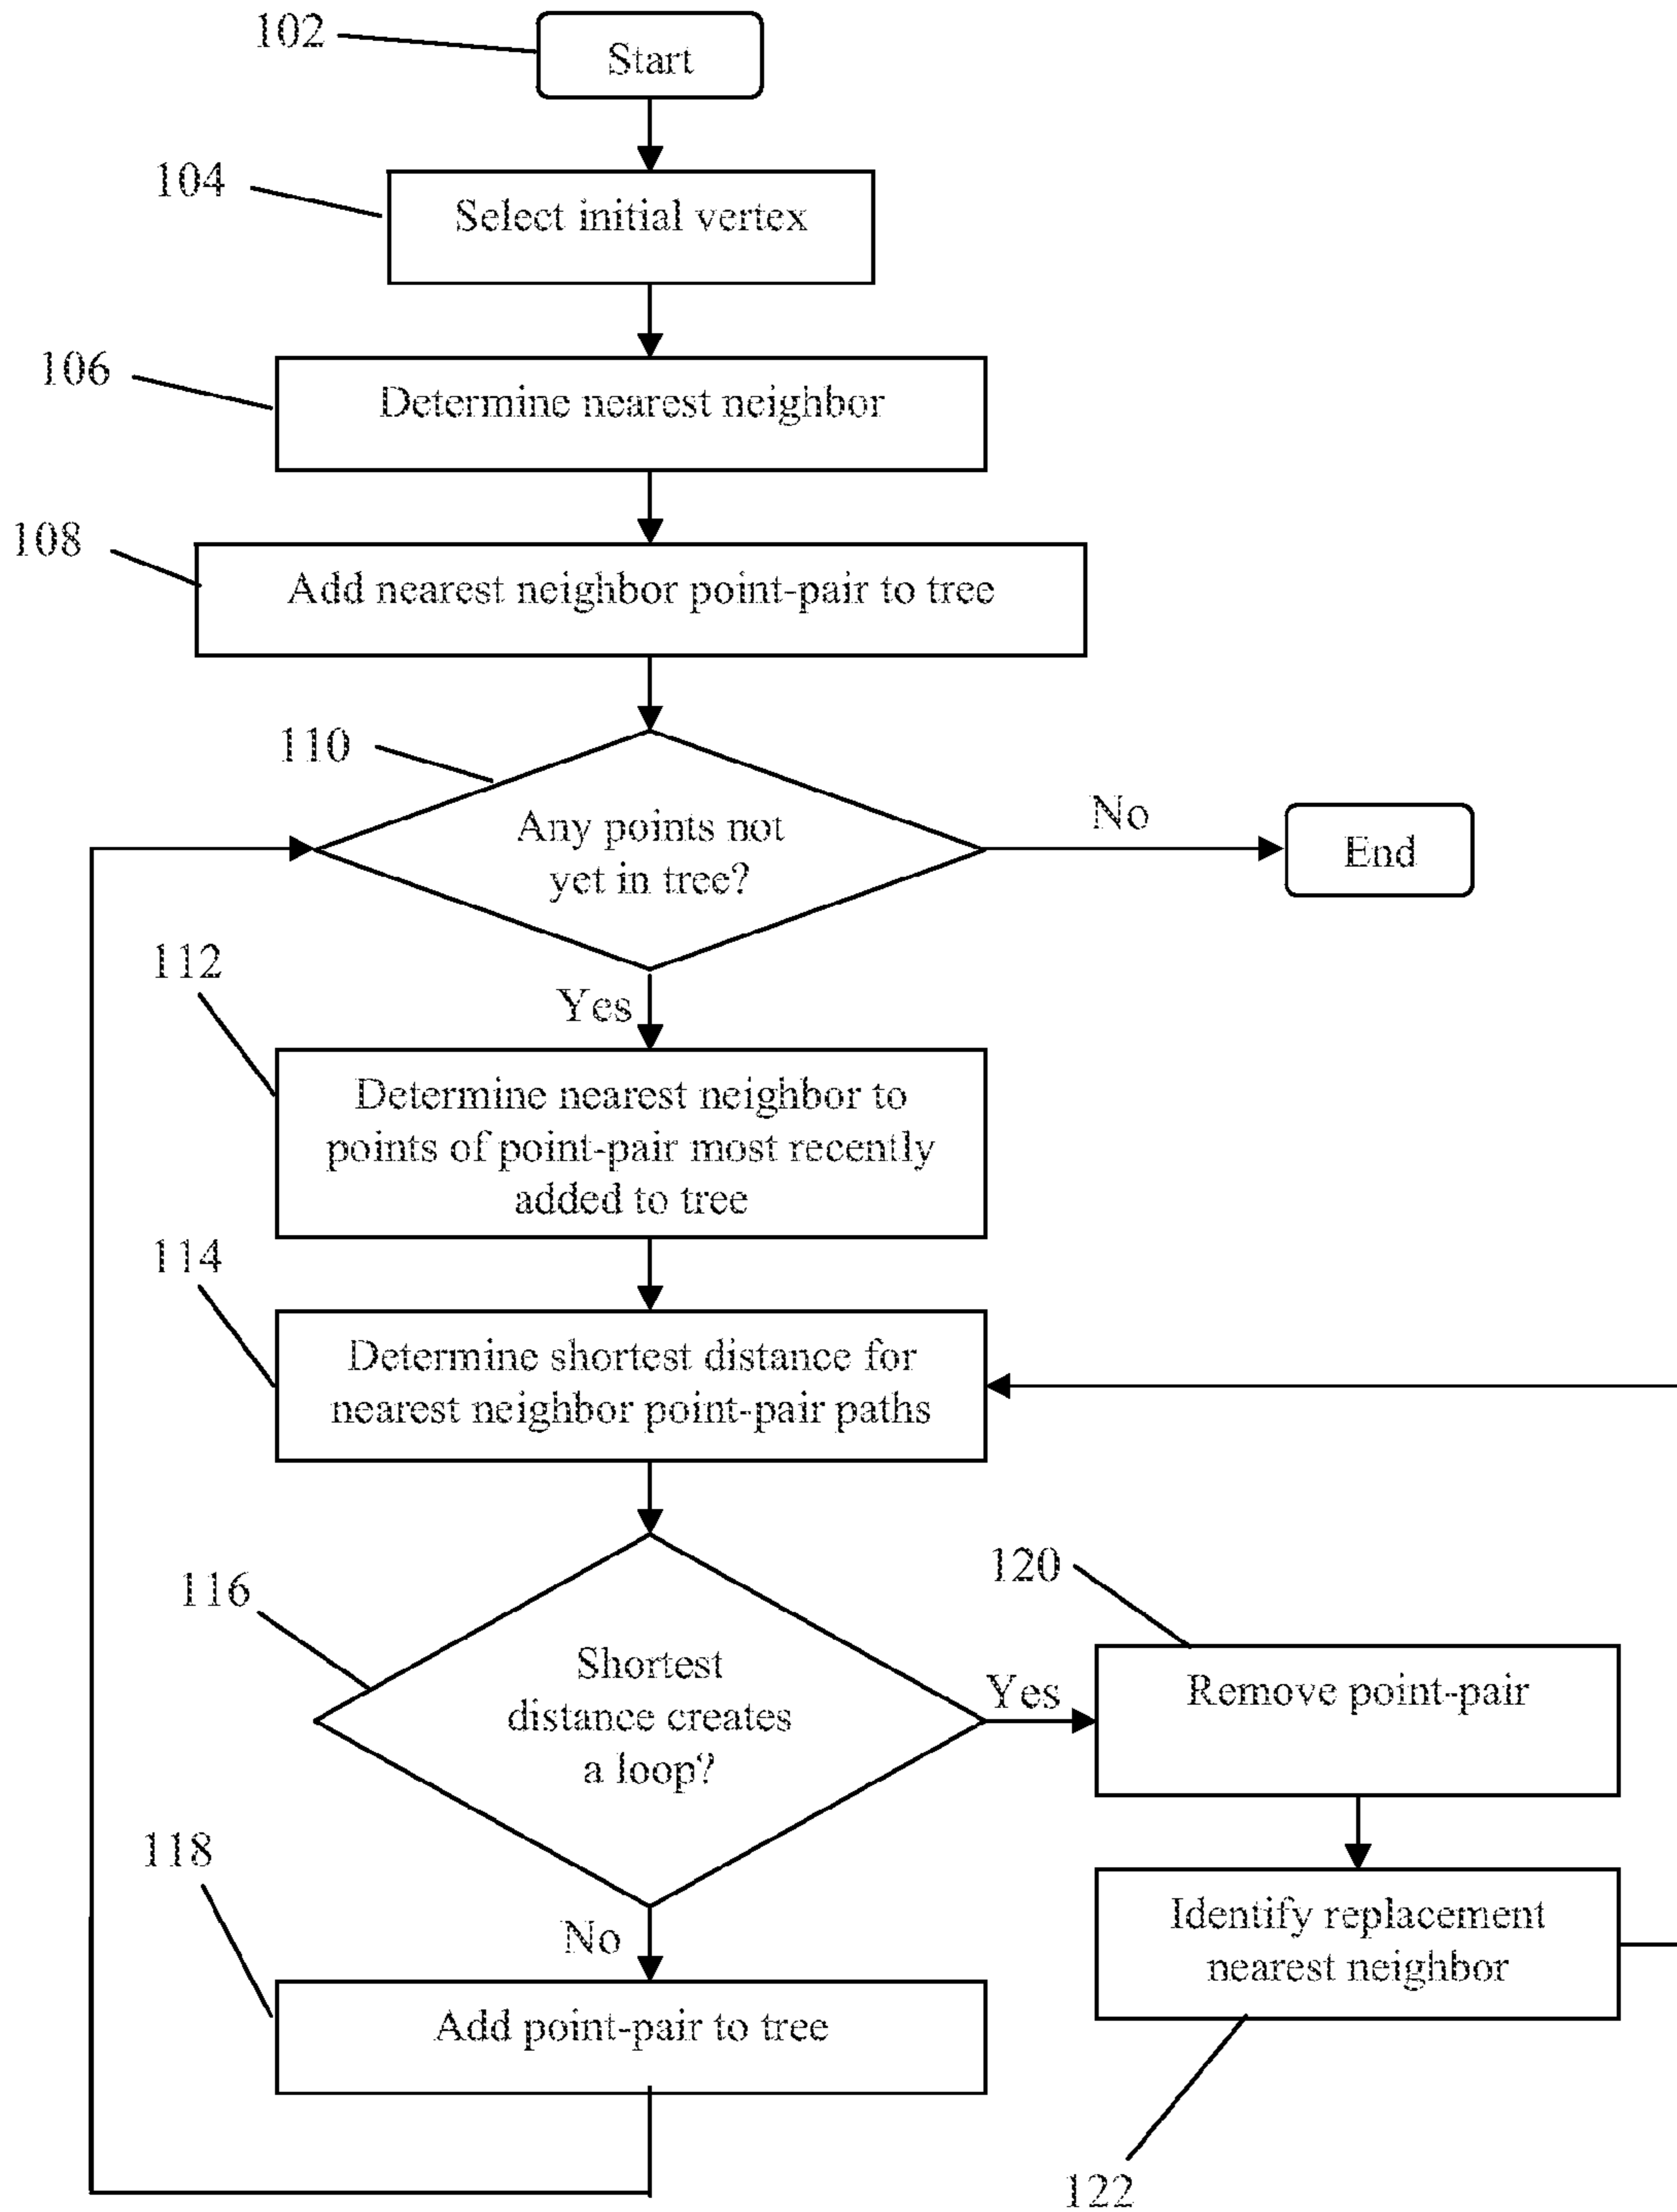 102
Start
104
Select initial vertex
106
Determine nearest neighbor
108
Add nearest neighbor point-pair to tree
110
Any points not
yet in tree?
No
End
112
Yes
Determine nearest neighbor to
points of point-pair most recently
added to tree
114
Determine shortest distance for
nearest neighbor point-pair paths
116
Shortest
distance creates
a loop?
Yes
120
Remove point-pair
118
No
Identify replacement
nearest neighbor
Add point-pair to tree
122